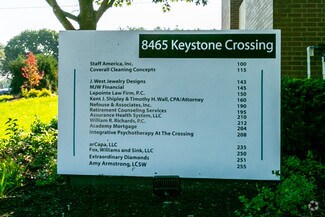 8465 Keystone Crossing
Staff America, Inc. 100
Coverall Cleaning Concepts 115
J. West Jewelry Designs 143
MJW Financial 145
Lapointe Law Firm, P.C. 150
Kent J. Shipley & Timothy H. Wall, CPA/Attorney 160
Nefouse & Associates, Inc. 190
Retirement Counseling Services 195
Assurance Health System, LLC 210
William R. Richards, P.C. 212
Academy Mortgage 204
Integrative Psychotherapy At The Crossing 208
arCapa, LLC 235
Fox, Williams and Sink, LLC 250
Extraordinary Diamonds 251
Amy Armstrong, LCSW 255